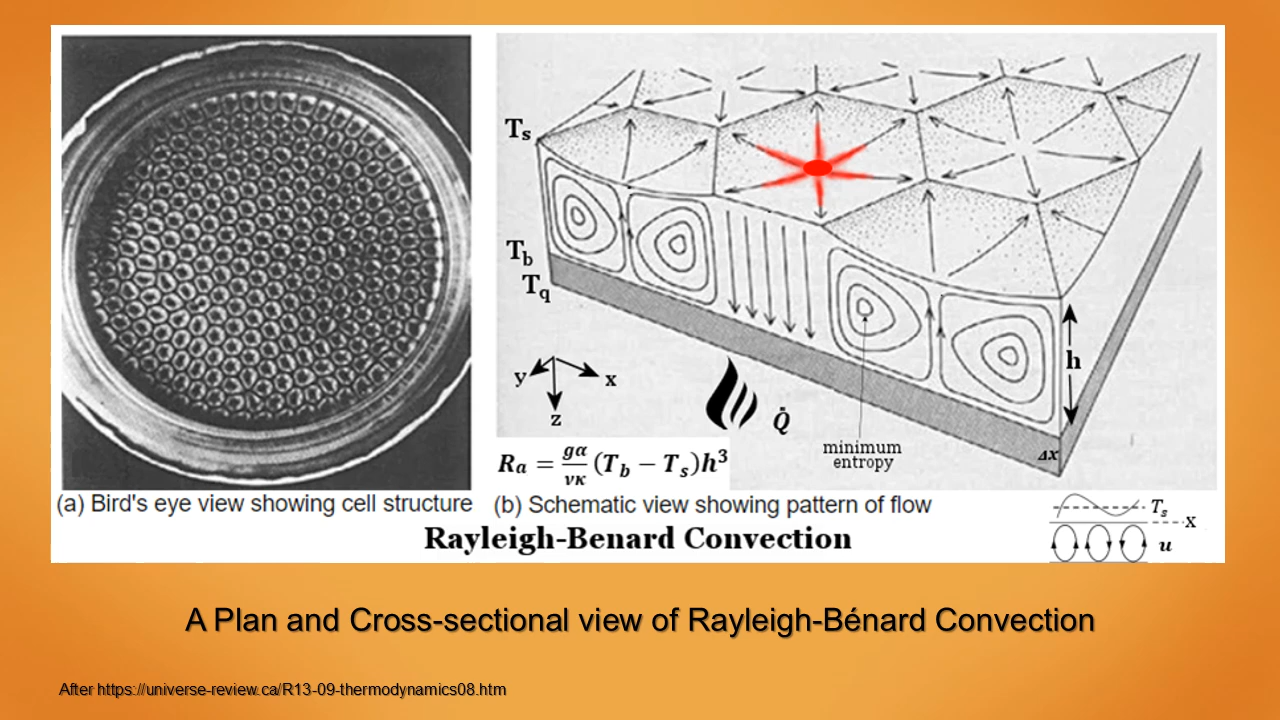 Ts
Tb
Tq
y x
z
Q̇
minimum
entropy
h
Δx
Ra = gα/νκ (Tb − Ts)h³
(a) Bird's eye view showing cell structure
(b) Schematic view showing pattern of flow
Ts
x
u
Rayleigh-Benard Convection
A Plan and Cross-sectional view of Rayleigh-Bénard Convection
After https://universe-review.ca/R13-09-thermodynamics08.htm